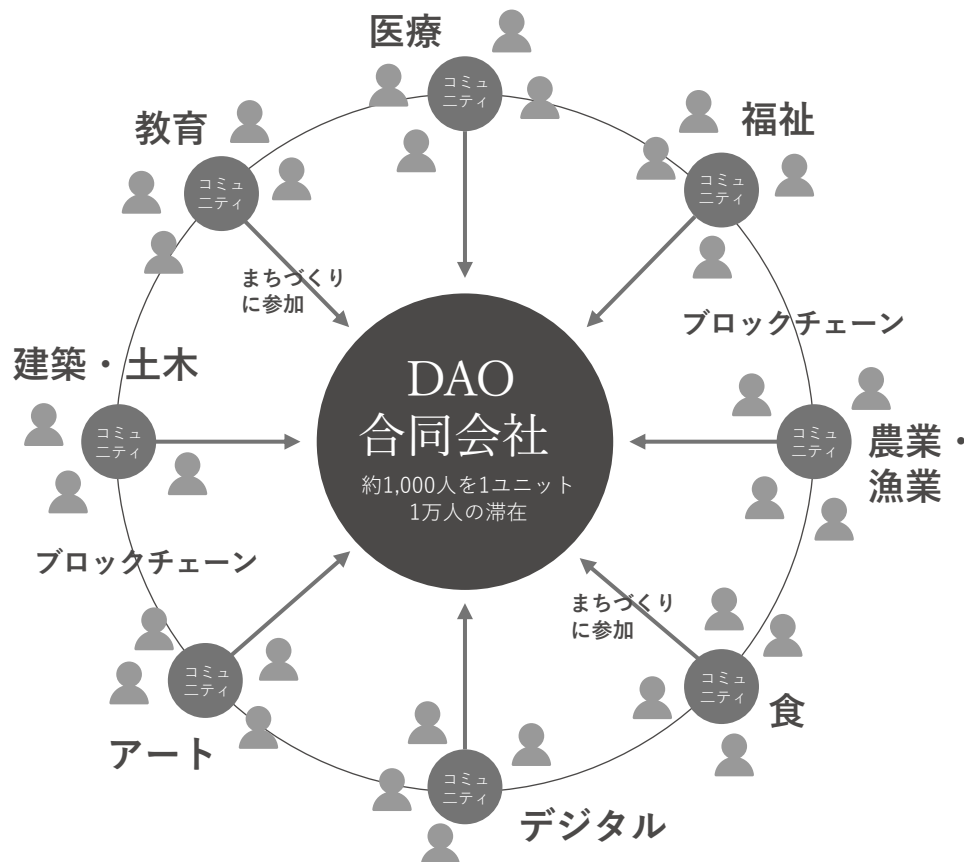 医療
コミュ
ニティ
福祉
コミュ
ニティ
教育
コミュ
ニティ
まちづくり
に参加
ブロックチェーン
建築・土木
コミュ
ニティ
DAO
合同会社
約1,000人を1ユニット
1万人の滞在
コミュ
ニティ
農業・
漁業
ブロックチェーン
まちづくり
に参加
コミュ
ニティ
アート
コミュ
ニティ
食
コミュ
ニティ
デジタル